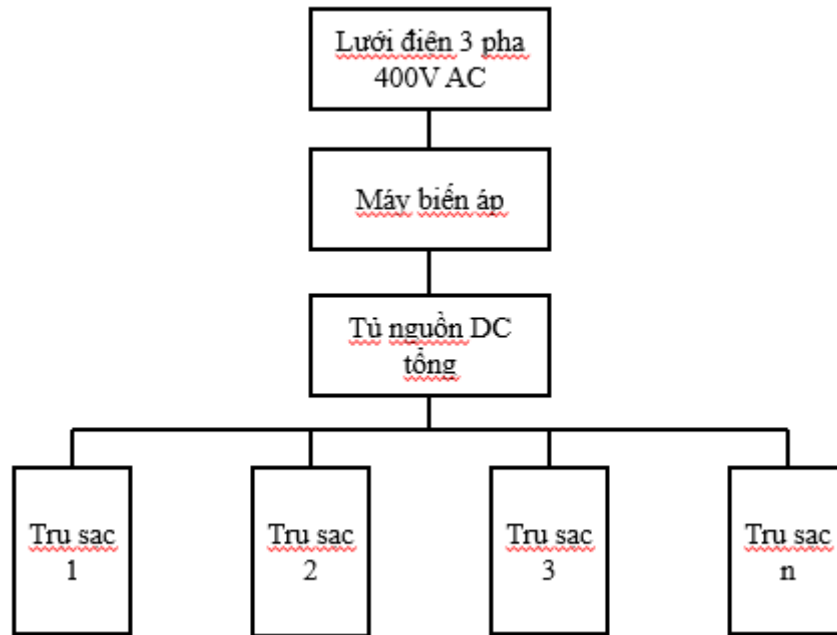 Lưới điên 3 pha
400V AC
Máy biến áp
Tủ nguồn DC
tổng
Tru sac
1
Tru sac
2
Tru sac
3
Tru sac
n